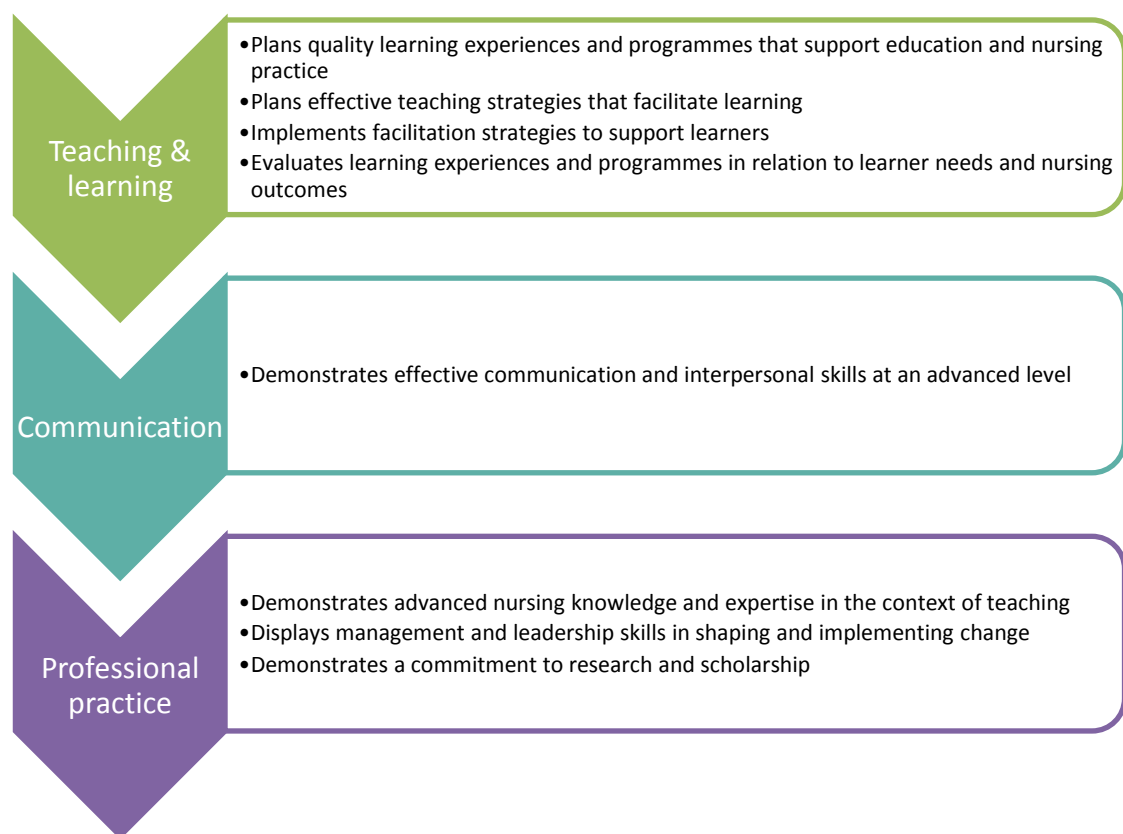 Teaching &
learning
•Plans quality learning experiences and programmes that support education and nursing
practice
•Plans effective teaching strategies that facilitate learning
•Implements facilitation strategies to support learners
•Evaluates learning experiences and programmes in relation to learner needs and nursing
outcomes
Communication
•Demonstrates effective communication and interpersonal skills at an advanced level
Professional
practice
•Demonstrates advanced nursing knowledge and expertise in the context of teaching
•Displays management and leadership skills in shaping and implementing change
•Demonstrates a commitment to research and scholarship